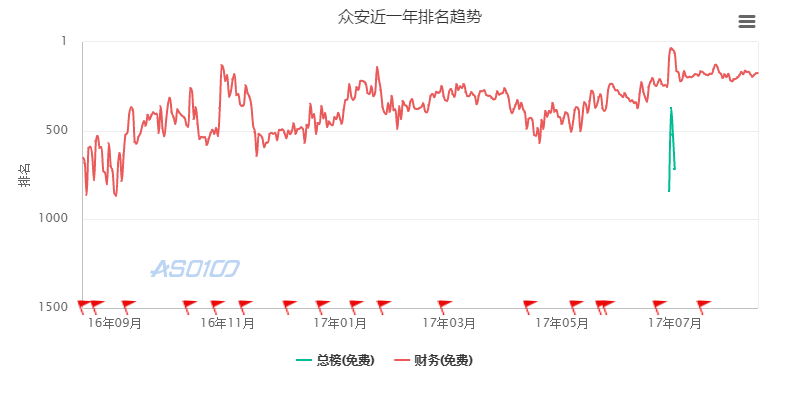 众安近一年排名趋势
1
500
1000
1500
排名
ASO100
16年09月
16年11月
17年01月
17年03月
17年05月
17年07月
总榜(免费)
财务(免费)